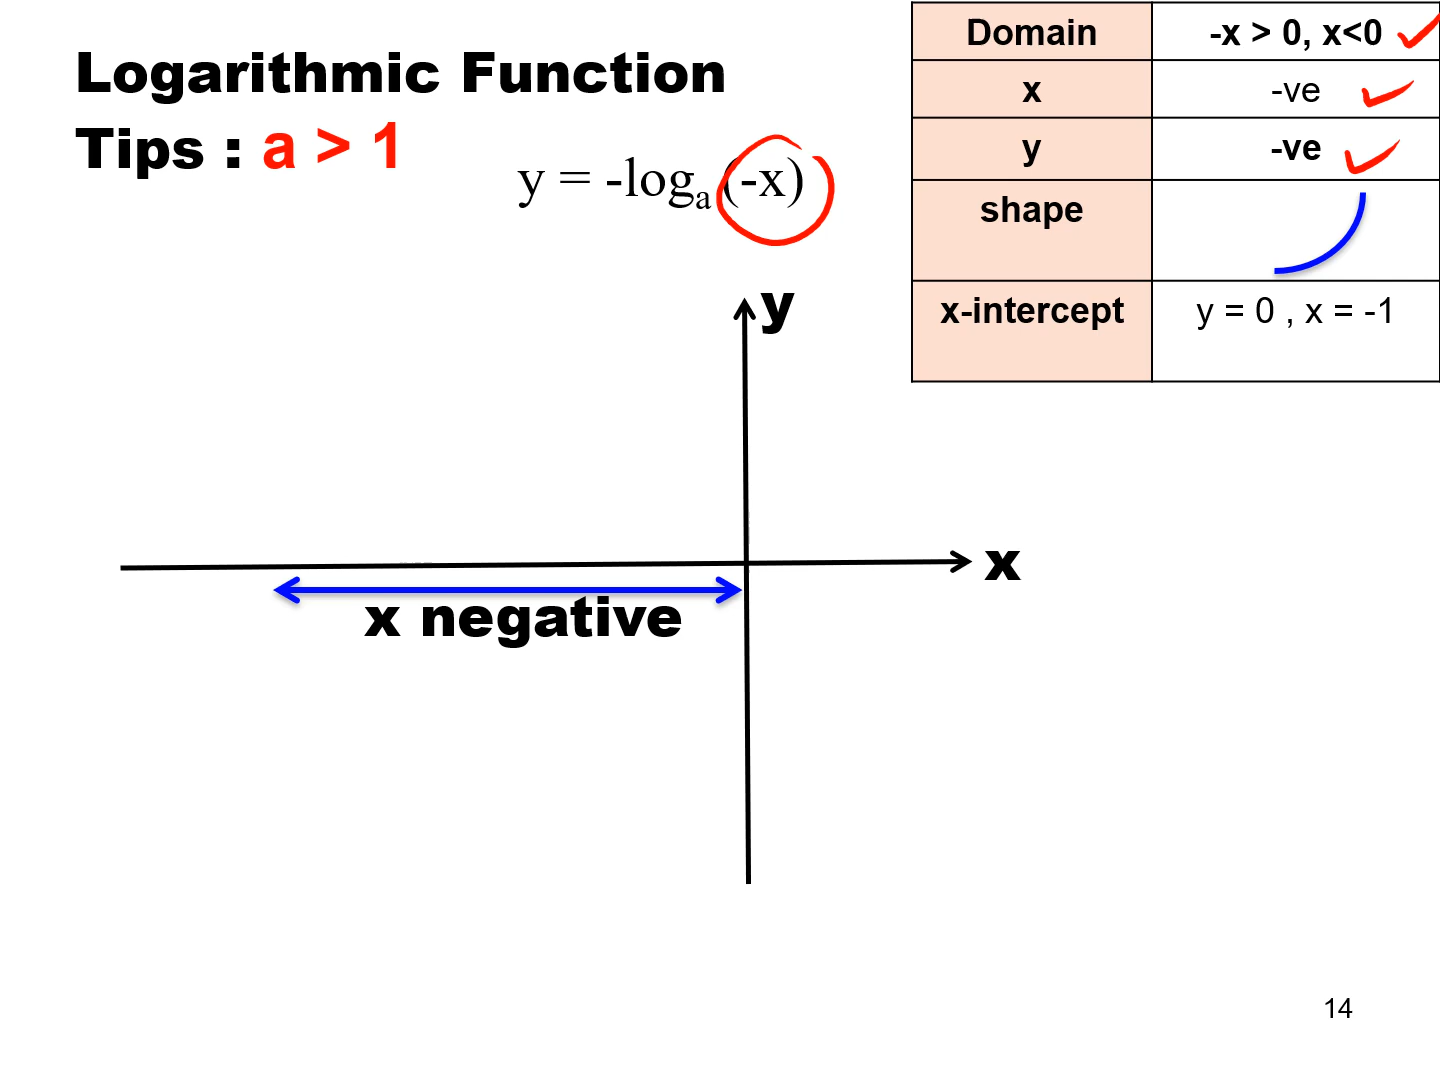 Logarithmic Function
Tips : a > 1
y = -logₐ (-x)
Domain -x > 0, x<0
x -ve
y -ve
shape
x-intercept y = 0 , x = -1
y
x
x negative
14